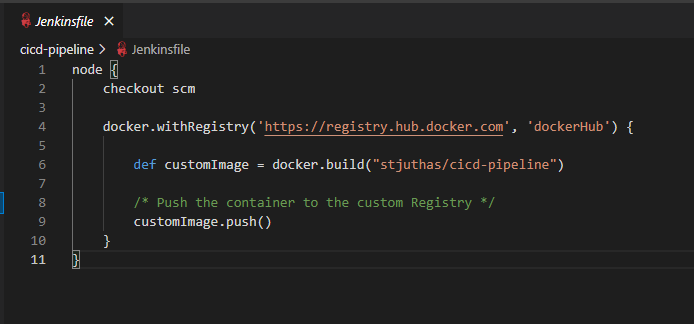 Jenkinsfile ×
cicd-pipeline > Jenkinsfile
1 node {
2     checkout scm
3
4     docker.withRegistry('https://registry.hub.docker.com', 'dockerHub') {
5
6         def customImage = docker.build("stjuthas/cicd-pipeline")
7
8         /* Push the container to the custom Registry */
9         customImage.push()
10     }
11 }